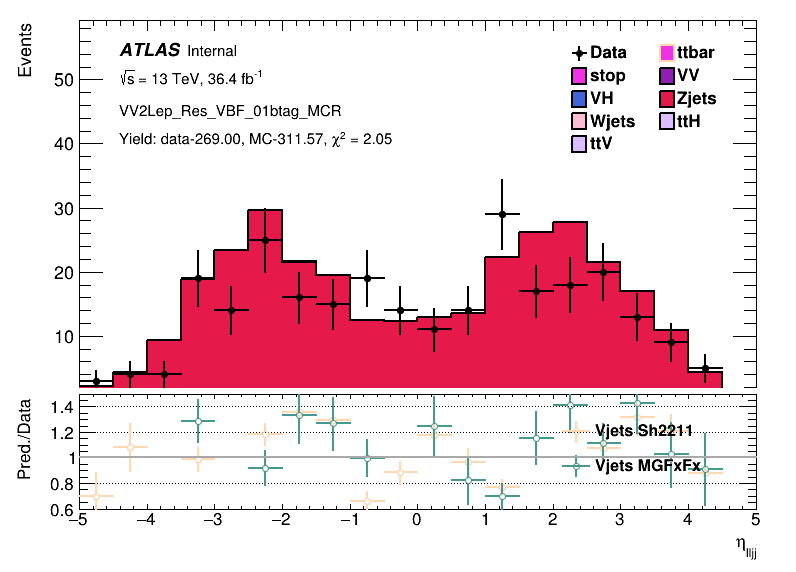 Events
50
40
30
20
10
ATLAS Internal
√s = 13 TeV, 36.4 fb⁻¹
VV2Lep_Res_VBF_01btag_MCR
Yield: data-269.00, MC-311.57, χ² = 2.05
Data ttbar
stop VV
VH Zjets
Wjets ttH
ttV
Pred./Data
1.4
1.2
1
0.8
0.6
Vjets Sh2211
Vjets MGFxFx
−5 −4 −3 −2 −1 0 1 2 3 4 5
ηlljj